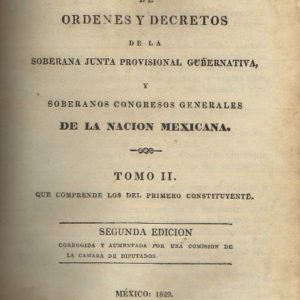 DE
ORDENES Y DECRETOS
DE LA
SOBERANA JUNTA PROVISIONAL GUBERNATIVA,
Y
SOBERANOS CONGRESOS GENERALES
DE LA NACION MEXICANA.
TOMO II.
QUE COMPRENDE LOS DEL PRIMERO CONSTITUYENTE.
SEGUNDA EDICION
CORREGIDA Y AUMENTADA POR UNA COMISION DE
LA CAMARA DE DIPUTADOS.
MÉXICO: 1829.